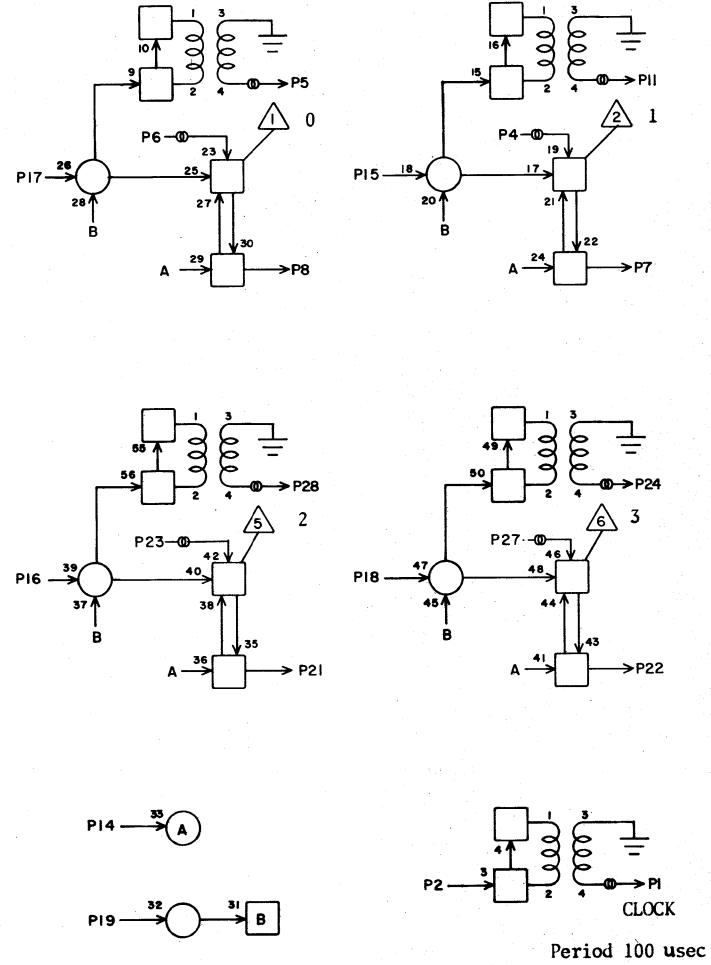 1 3
10
9
2 4 P5
1 0
P6
23
P17 26 25
28 27
B
30
A 29 P8
1 3
16
15
2 4 P11
2 1
P4
19
P15 18 17
20 21
B
22
A 24 P7
1 3
55
56
2 4 P28
5 2
P23
42
P16 39 40
37 38
B
35
A 36 P21
1 3
49
50
2 4 P24
6 3
P27
46
P18 47 48
45 44
B
43
A 41 P22
P14 33 A
P19 32 31 B
1 3
4
P2 3
2 4 P1
CLOCK
Period 100 usec